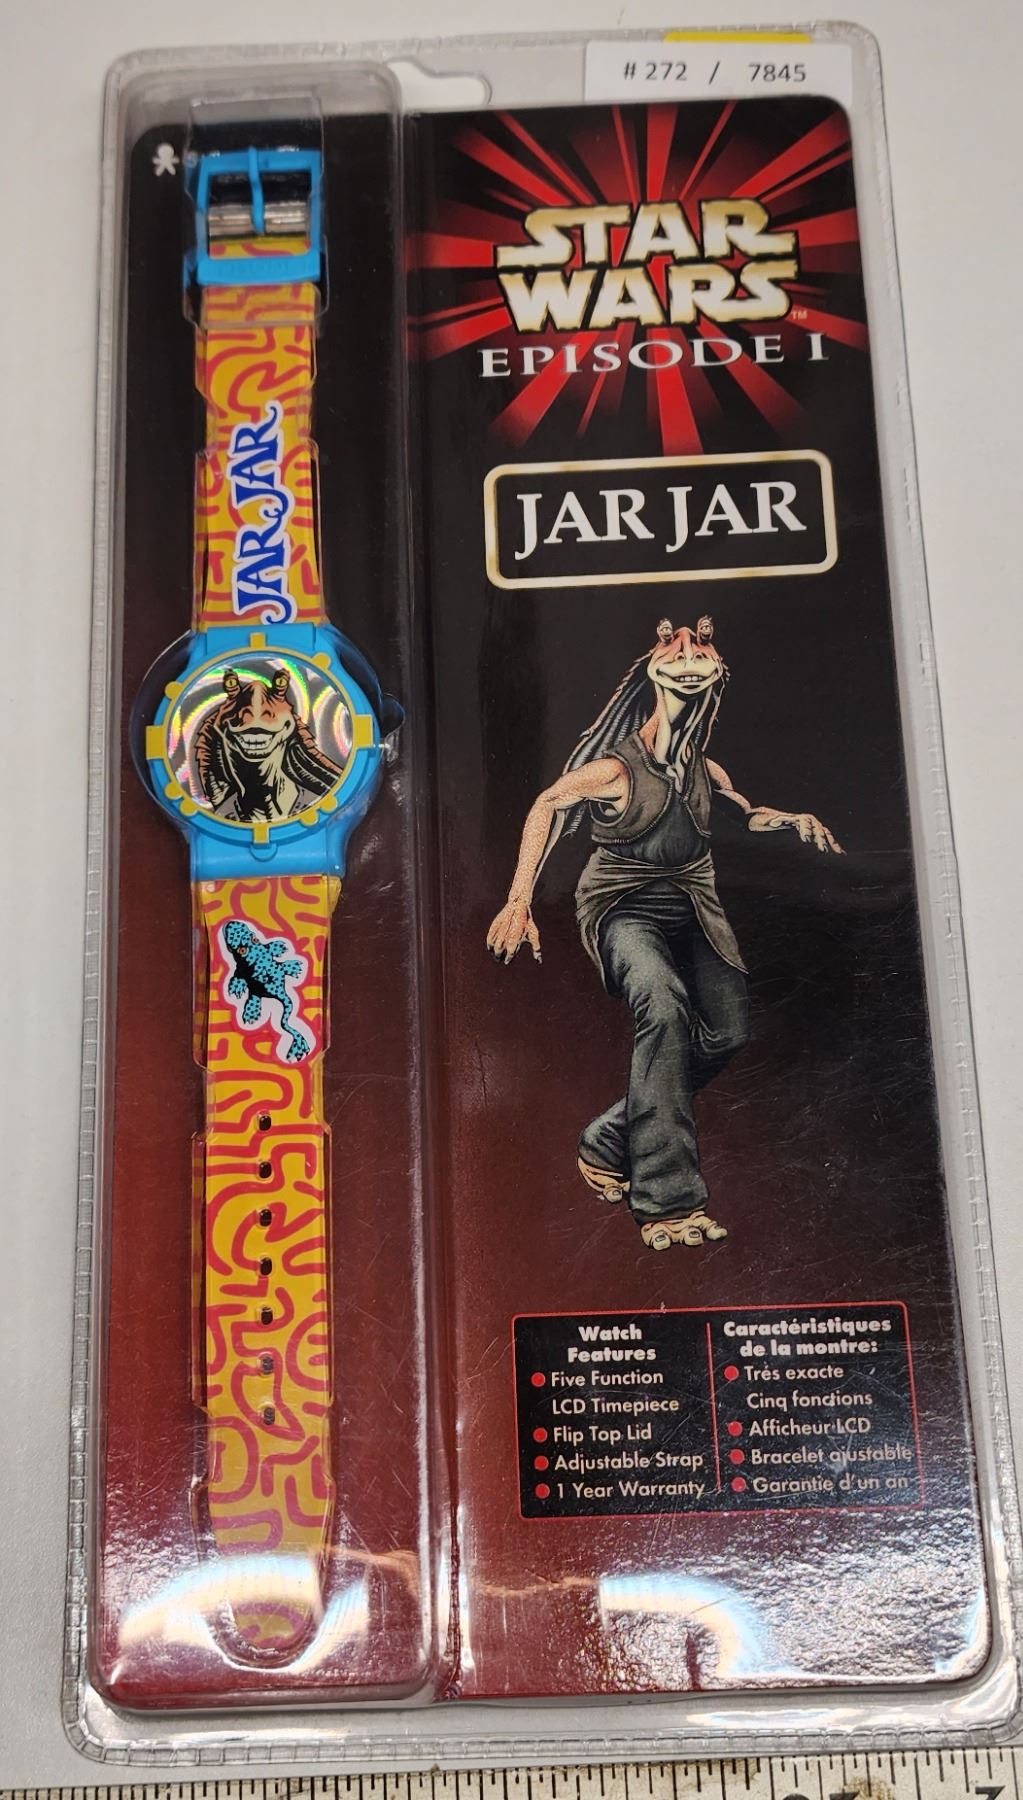 # 272 / 7845
STAR
WARS
TM
EPISODE I
JAR JAR
JAR JAR
Watch
Features
Five Function
LCD Timepiece
Flip Top Lid
Adjustable Strap
1 Year Warranty
Caractéristiques
de la montre:
Très exacte
Cinq fonctions
Afficheur LCD
Bracelet ajustable
Garantie d'un an